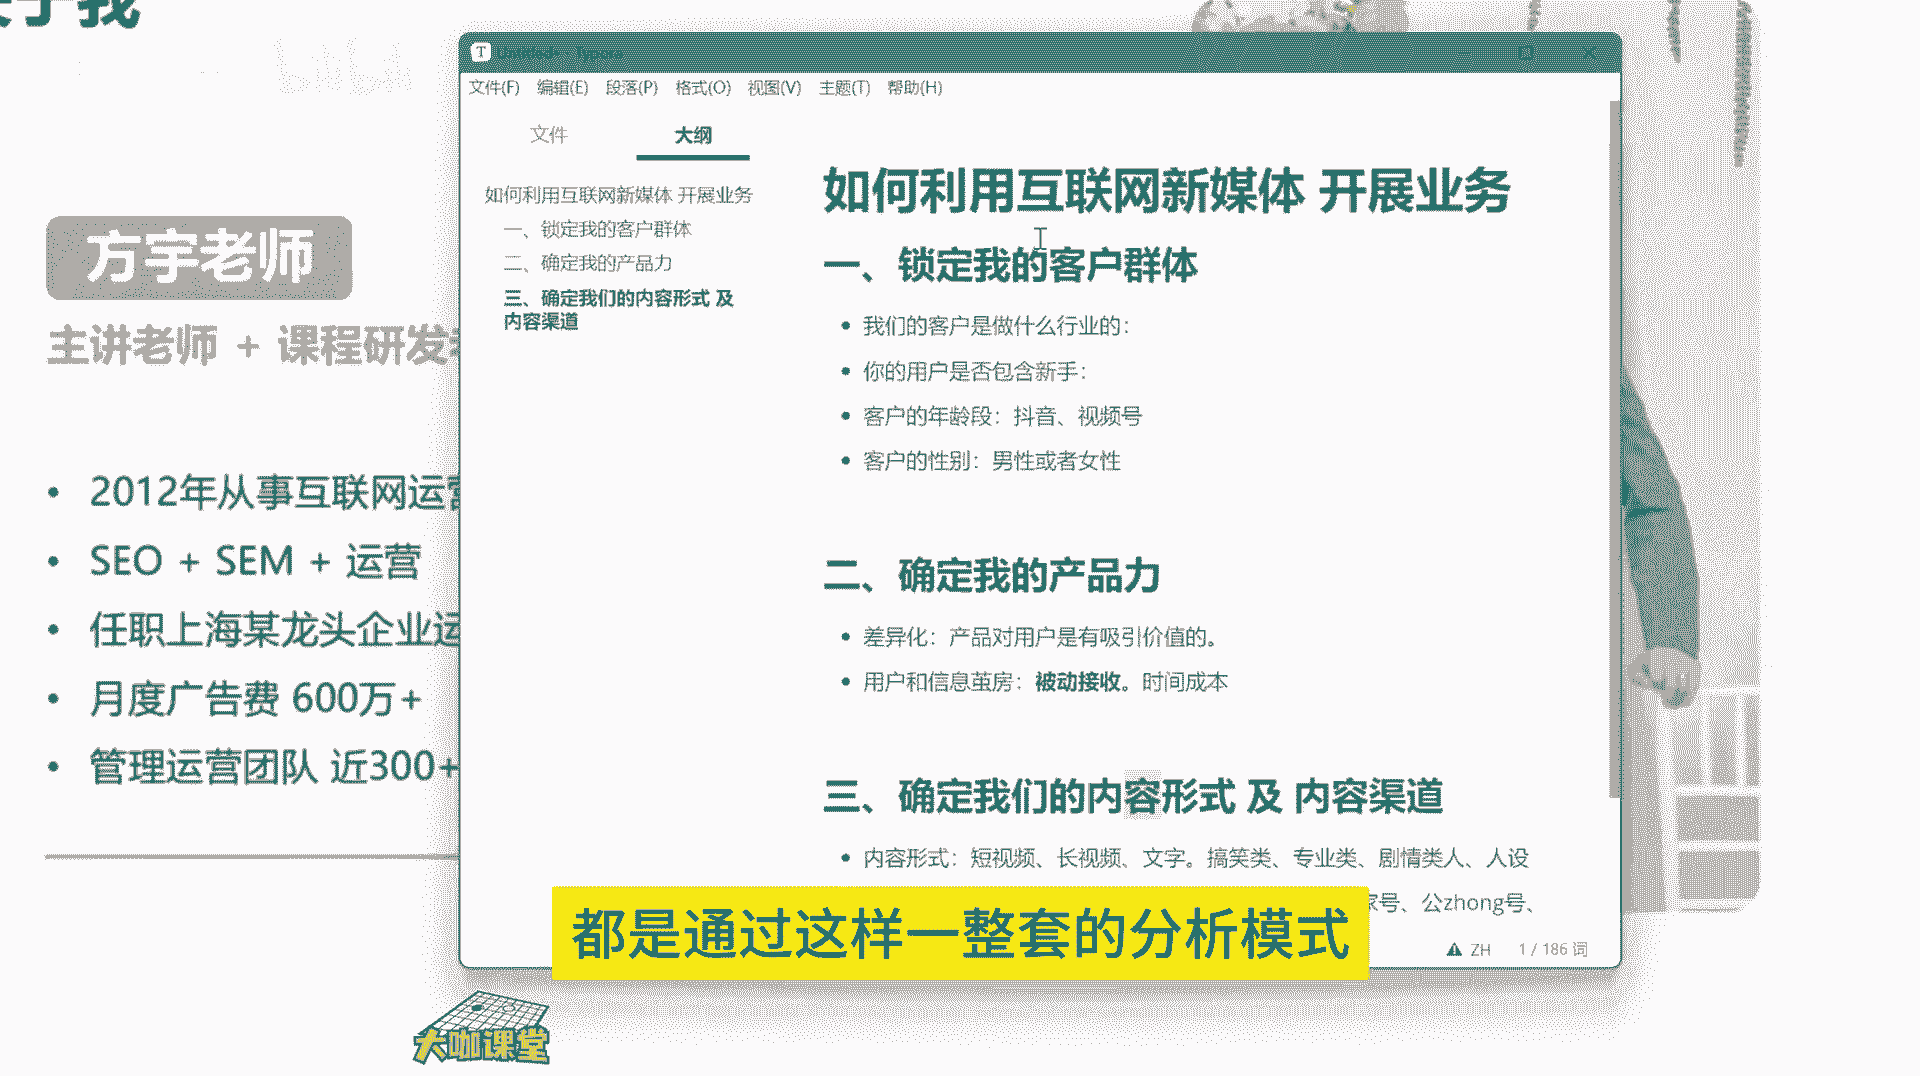 关于我
方宇老师
主讲老师 + 课程研发
2012年从事互联网运营
SEO + SEM + 运营
任职上海某龙头企业运
月度广告费 600万+
管理运营团队 近300+
Untitled - Typora
文件(F) 编辑(E) 段落(P) 格式(O) 视图(V) 主题(T) 帮助(H)
文件 大纲
如何利用互联网新媒体 开展业务
一、锁定我的客户群体
二、确定我的产品力
三、确定我们的内容形式 及
内容渠道
如何利用互联网新媒体 开展业务
一、锁定我的客户群体
我们的客户是做什么行业的：
你的用户是否包含新手：
客户的年龄段：抖音、视频号
客户的性别：男性或者女性
二、确定我的产品力
差异化：产品对用户是有吸引价值的。
用户和信息茧房：被动接收。时间成本
三、确定我们的内容形式 及 内容渠道
内容形式：短视频、长视频、文字。搞笑类、专业类、剧情类人、人设
家号、公zhong号、
ZH 1 / 186 词
都是通过这样一整套的分析模式
大咖课堂